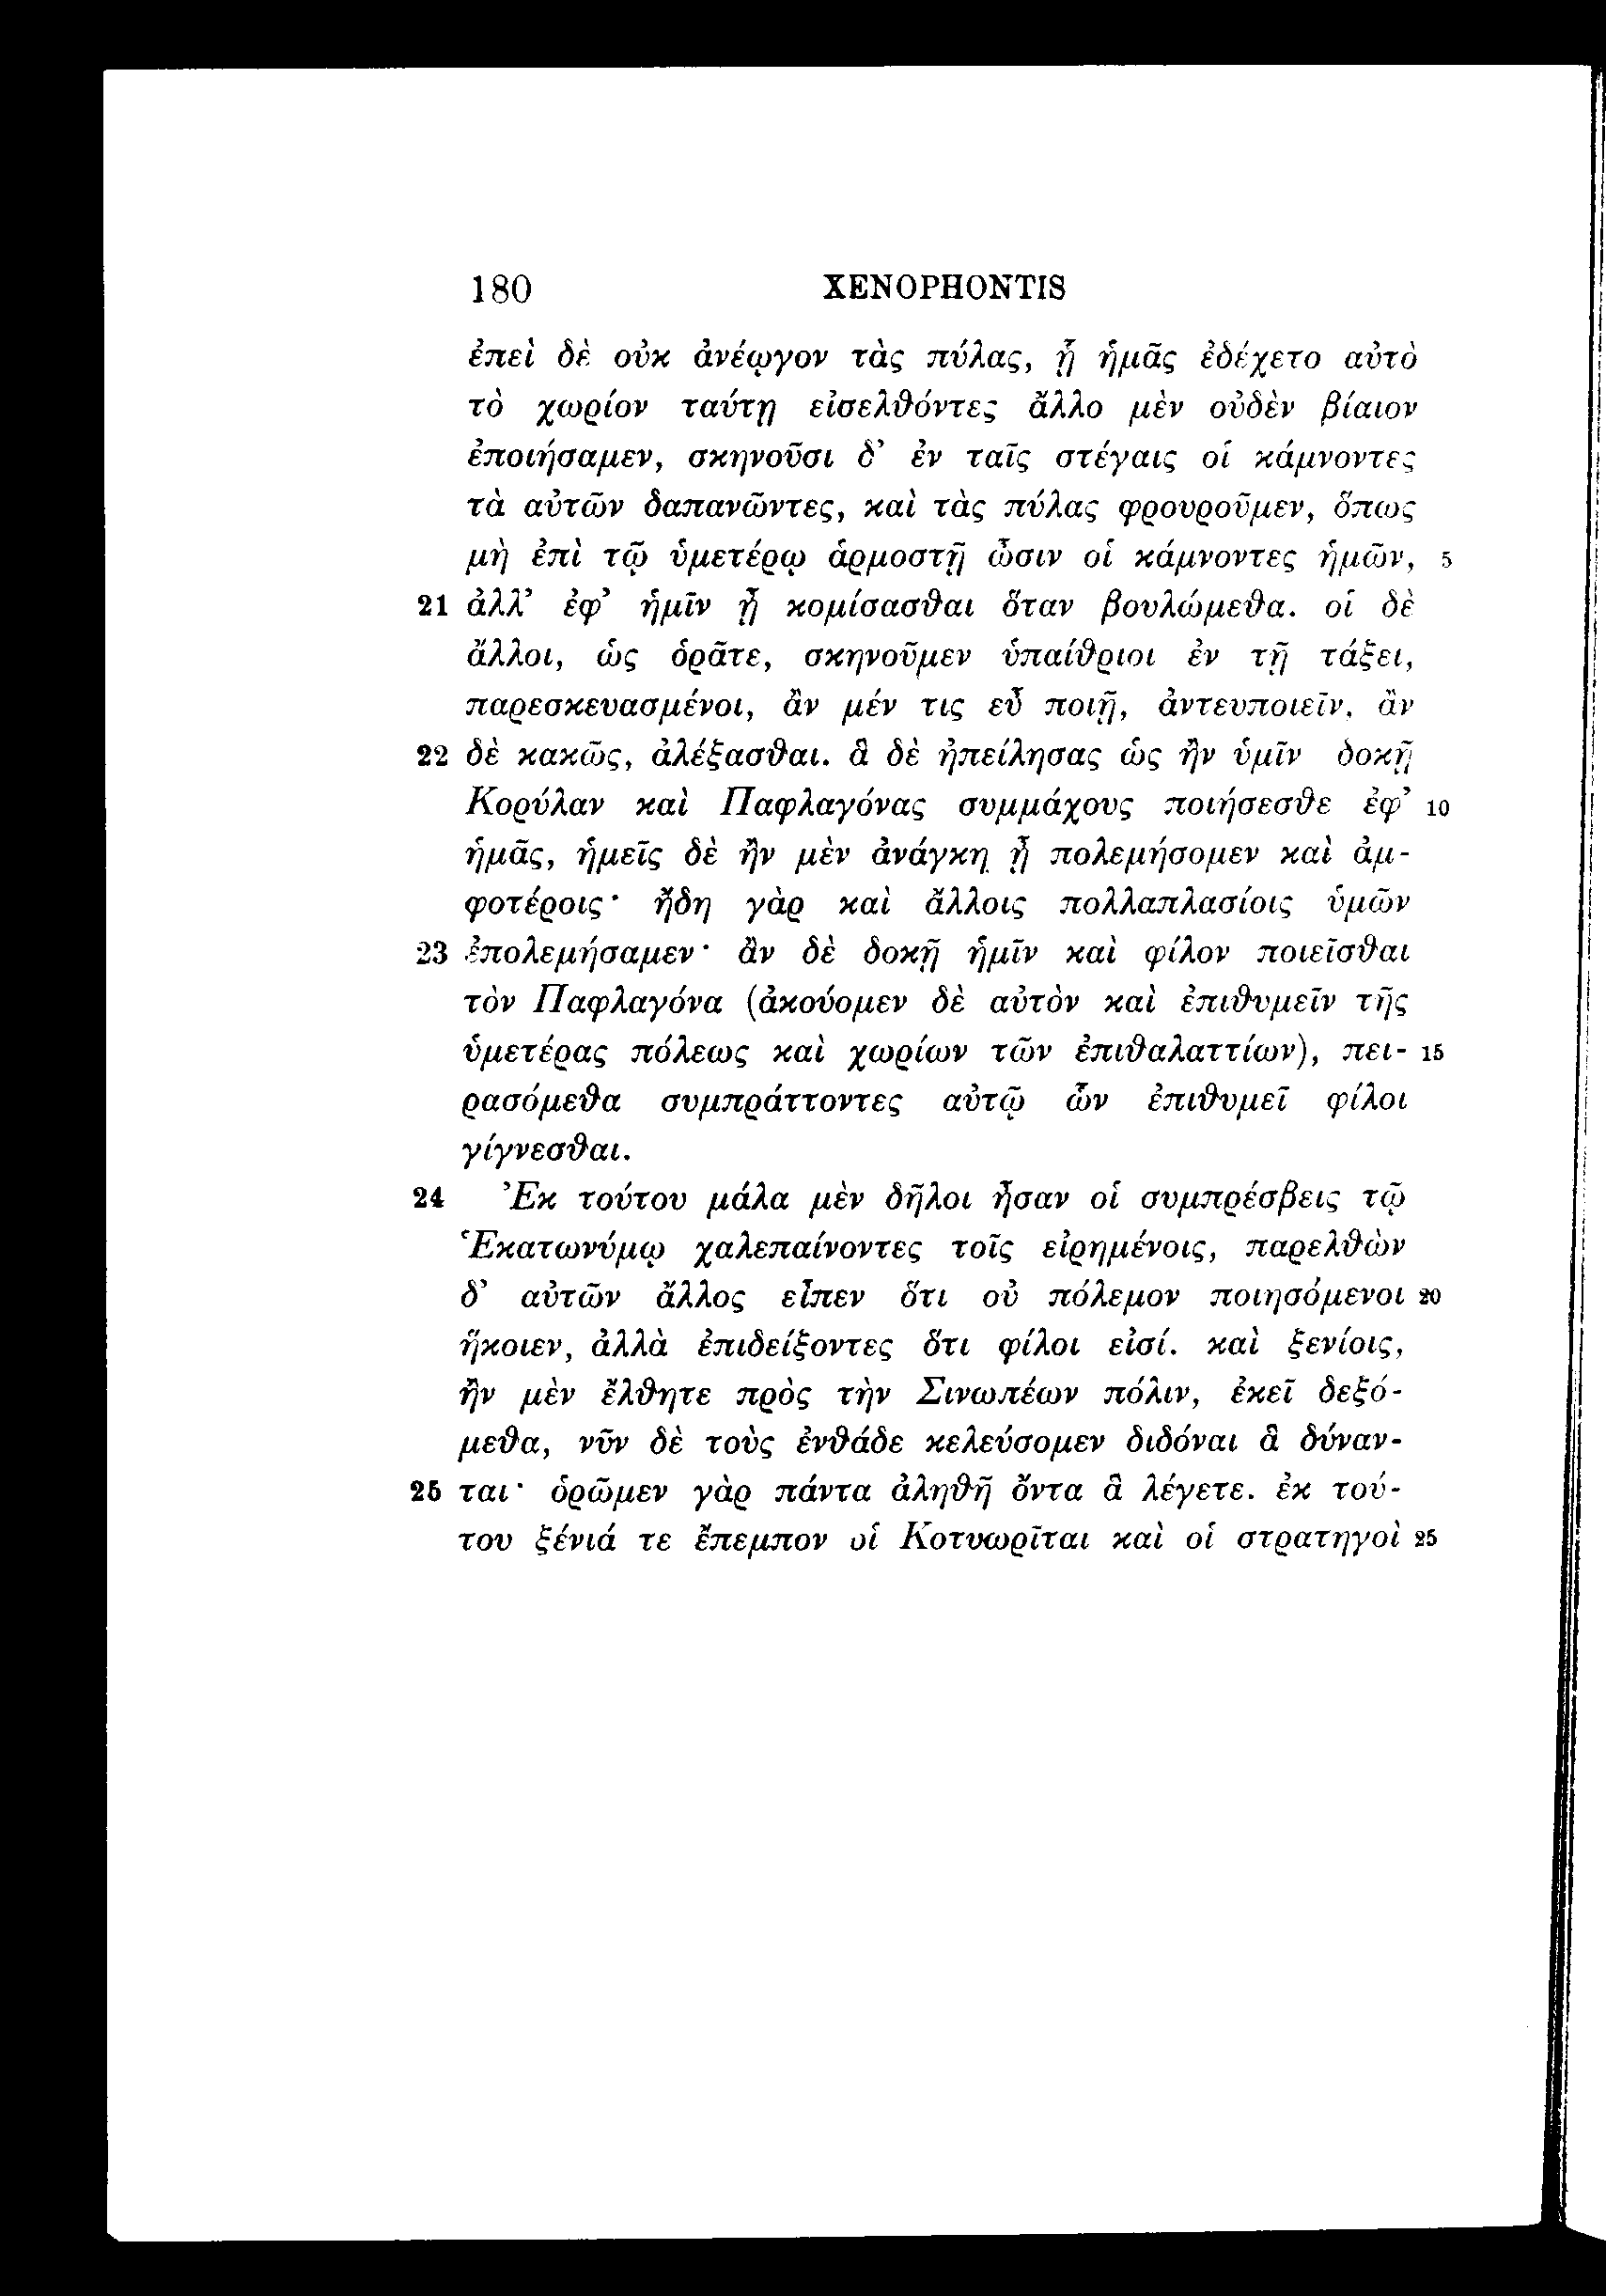 180 XENOPHONTIS
ἐπεὶ δὲ οὐκ ἀνέῳγον τὰς πύλας, ᾗ ἡμᾶς ἐδέχετο αὐτὸ
τὸ χωρίον ταύτῃ εἰσελθόντες ἄλλο μὲν οὐδὲν βίαιον
ἐποιήσαμεν, σκηνοῦσι δ’ ἐν ταῖς στέγαις οἱ κάμνοντες
τὰ αὑτῶν δαπανῶντες, καὶ τὰς πύλας φρουροῦμεν, ὅπως
μὴ ἐπὶ τῷ ὑμετέρῳ ἁρμοστῇ ὦσιν οἱ κάμνοντες ἡμῶν, 5
21 ἀλλ’ ἐφ’ ἡμῖν ᾖ κομίσασθαι ὅταν βουλώμεθα. οἱ δὲ
ἄλλοι, ὡς ὁρᾶτε, σκηνοῦμεν ὑπαίθριοι ἐν τῇ τάξει,
παρεσκευασμένοι, ἂν μέν τις εὖ ποιῇ, ἀντευποιεῖν, ἂν
22 δὲ κακῶς, ἀλέξασθαι. ἃ δὲ ἠπείλησας ὡς ἢν ὑμῖν δοκῇ
Κορύλαν καὶ Παφλαγόνας συμμάχους ποιήσεσθε ἐφ’ 10
ἡμᾶς, ἡμεῖς δὲ ἢν μὲν ἀνάγκη ᾖ πολεμήσομεν καὶ ἀμ-
φοτέροις· ἤδη γὰρ καὶ ἄλλοις πολλαπλασίοις ὑμῶν
23 ἐπολεμήσαμεν· ἂν δὲ δοκῇ ἡμῖν καὶ φίλον ποιεῖσθαι
τὸν Παφλαγόνα (ἀκούομεν δὲ αὐτὸν καὶ ἐπιθυμεῖν τῆς
ὑμετέρας πόλεως καὶ χωρίων τῶν ἐπιθαλαττίων), πει- 15
ρασόμεθα συμπράττοντες αὐτῷ ὧν ἐπιθυμεῖ φίλοι
γίγνεσθαι.
24 Ἐκ τούτου μάλα μὲν δῆλοι ἦσαν οἱ συμπρέσβεις τῷ
Ἑκατωνύμῳ χαλεπαίνοντες τοῖς εἰρημένοις, παρελθὼν
δ’ αὐτῶν ἄλλος εἶπεν ὅτι οὐ πόλεμον ποιησόμενοι 20
ἥκοιεν, ἀλλὰ ἐπιδείξοντες ὅτι φίλοι εἰσί. καὶ ξενίοις,
ἢν μὲν ἔλθητε πρὸς τὴν Σινωπέων πόλιν, ἐκεῖ δεξό-
μεθα, νῦν δὲ τοὺς ἐνθάδε κελεύσομεν διδόναι ἃ δύναν-
25 ται· ὁρῶμεν γὰρ πάντα ἀληθῆ ὄντα ἃ λέγετε. ἐκ τού-
του ξένιά τε ἔπεμπον οἱ Κοτυωρῖται καὶ οἱ στρατηγοὶ 25